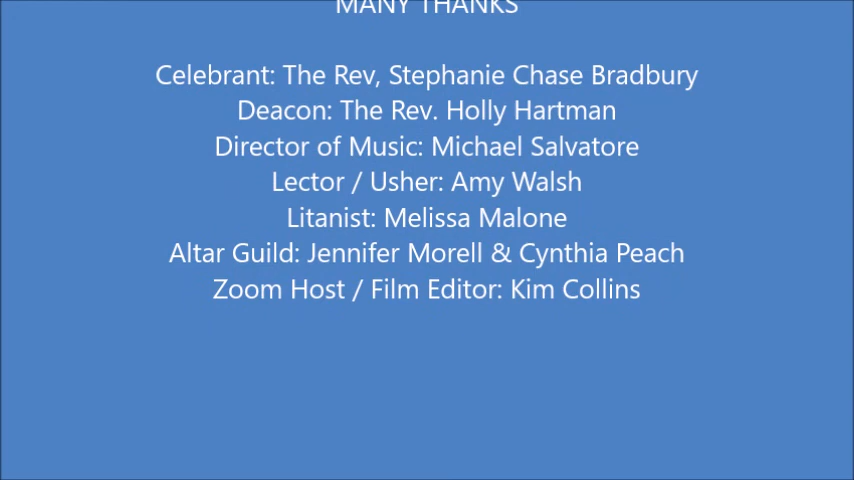 MANY THANKS
Celebrant: The Rev, Stephanie Chase Bradbury
Deacon: The Rev. Holly Hartman
Director of Music: Michael Salvatore
Lector / Usher: Amy Walsh
Litanist: Melissa Malone
Altar Guild: Jennifer Morell & Cynthia Peach
Zoom Host / Film Editor: Kim Collins